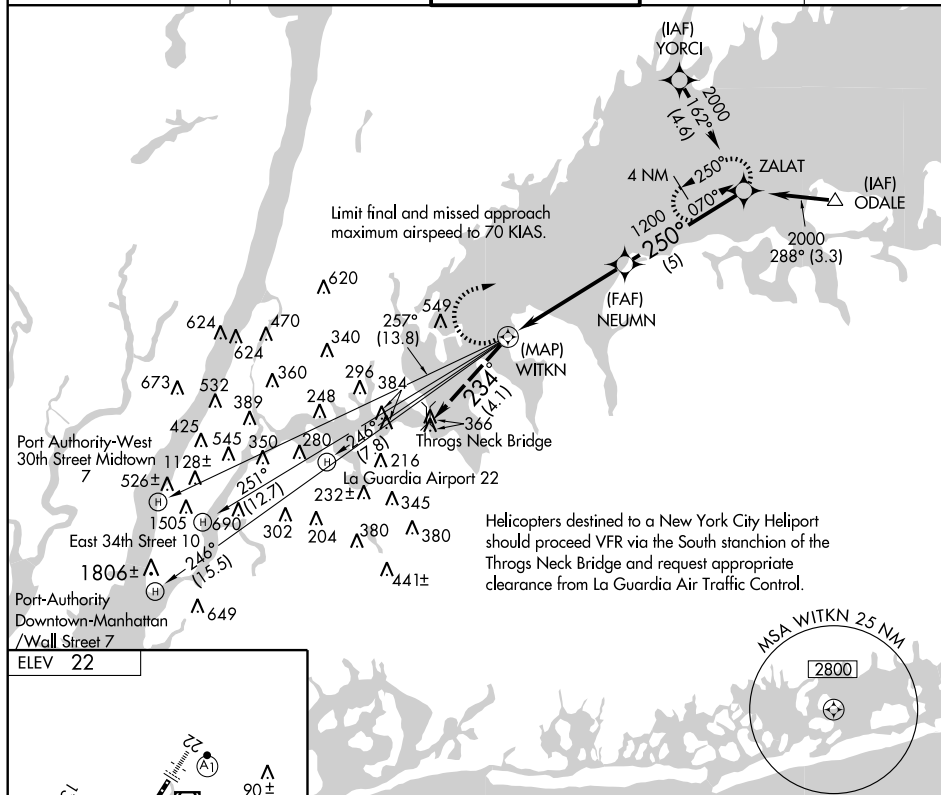 (IAF)
YORCI
2000
162°
(4.6)
ZALAT
4 NM
250°
070°
(IAF)
ODALE
2000
288° (3.3)
1200
250°
(5)
(FAF)
NEUMN
Limit final and missed approach
maximum airspeed to 70 KIAS.
620
549
257°
(13.8)
(MAP)
WITKN
624
624
470
340
234°
(4.1)
673
532
360
296
384
389
248
366
Throgs Neck Bridge
425
545
350
280
246°
(7.8)
216
Port Authority-West
30th Street Midtown
7
1128±
526±
251°
(12.7)
La Guardia Airport 22
232±
345
1505
690
302
204
380
380
East 34th Street 10
246°
(15.5)
1806±
441±
649
Port-Authority
Downtown-Manhattan
/Wall Street 7
Helicopters destined to a New York City Heliport
should proceed VFR via the South stanchion of the
Throgs Neck Bridge and request appropriate
clearance from La Guardia Air Traffic Control.
MSA WITKN 25 NM
2800
ELEV 22
22
A1
90±
H
H
H
H